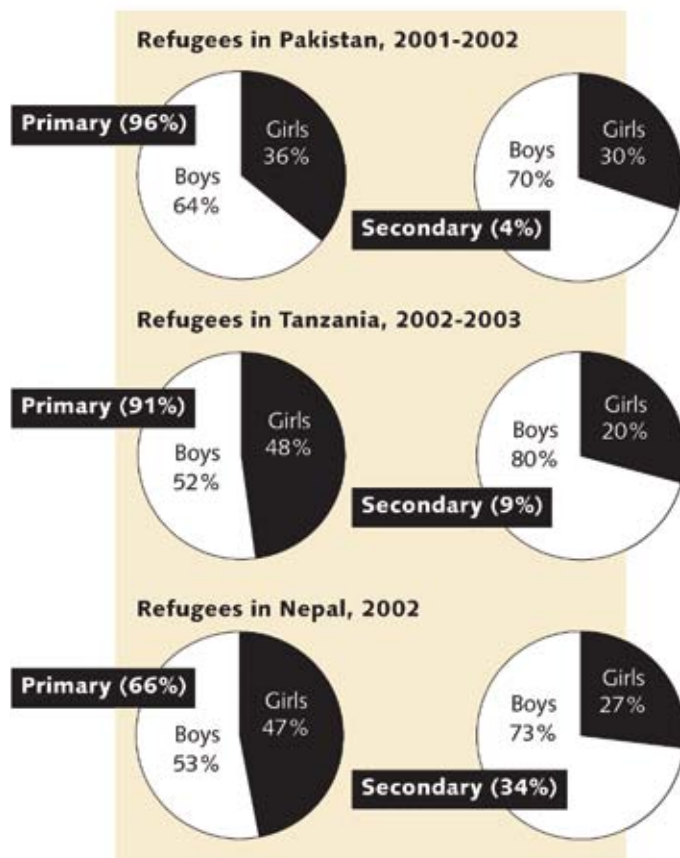 Refugees in Pakistan, 2001-2002
Primary (96%)
Girls
36%
Boys
64%
Girls
30%
Boys
70%
Secondary (4%)
Refugees in Tanzania, 2002-2003
Primary (91%)
Girls
48%
Boys
52%
Girls
20%
Boys
80%
Secondary (9%)
Refugees in Nepal, 2002
Primary (66%)
Girls
47%
Boys
53%
Girls
27%
Boys
73%
Secondary (34%)